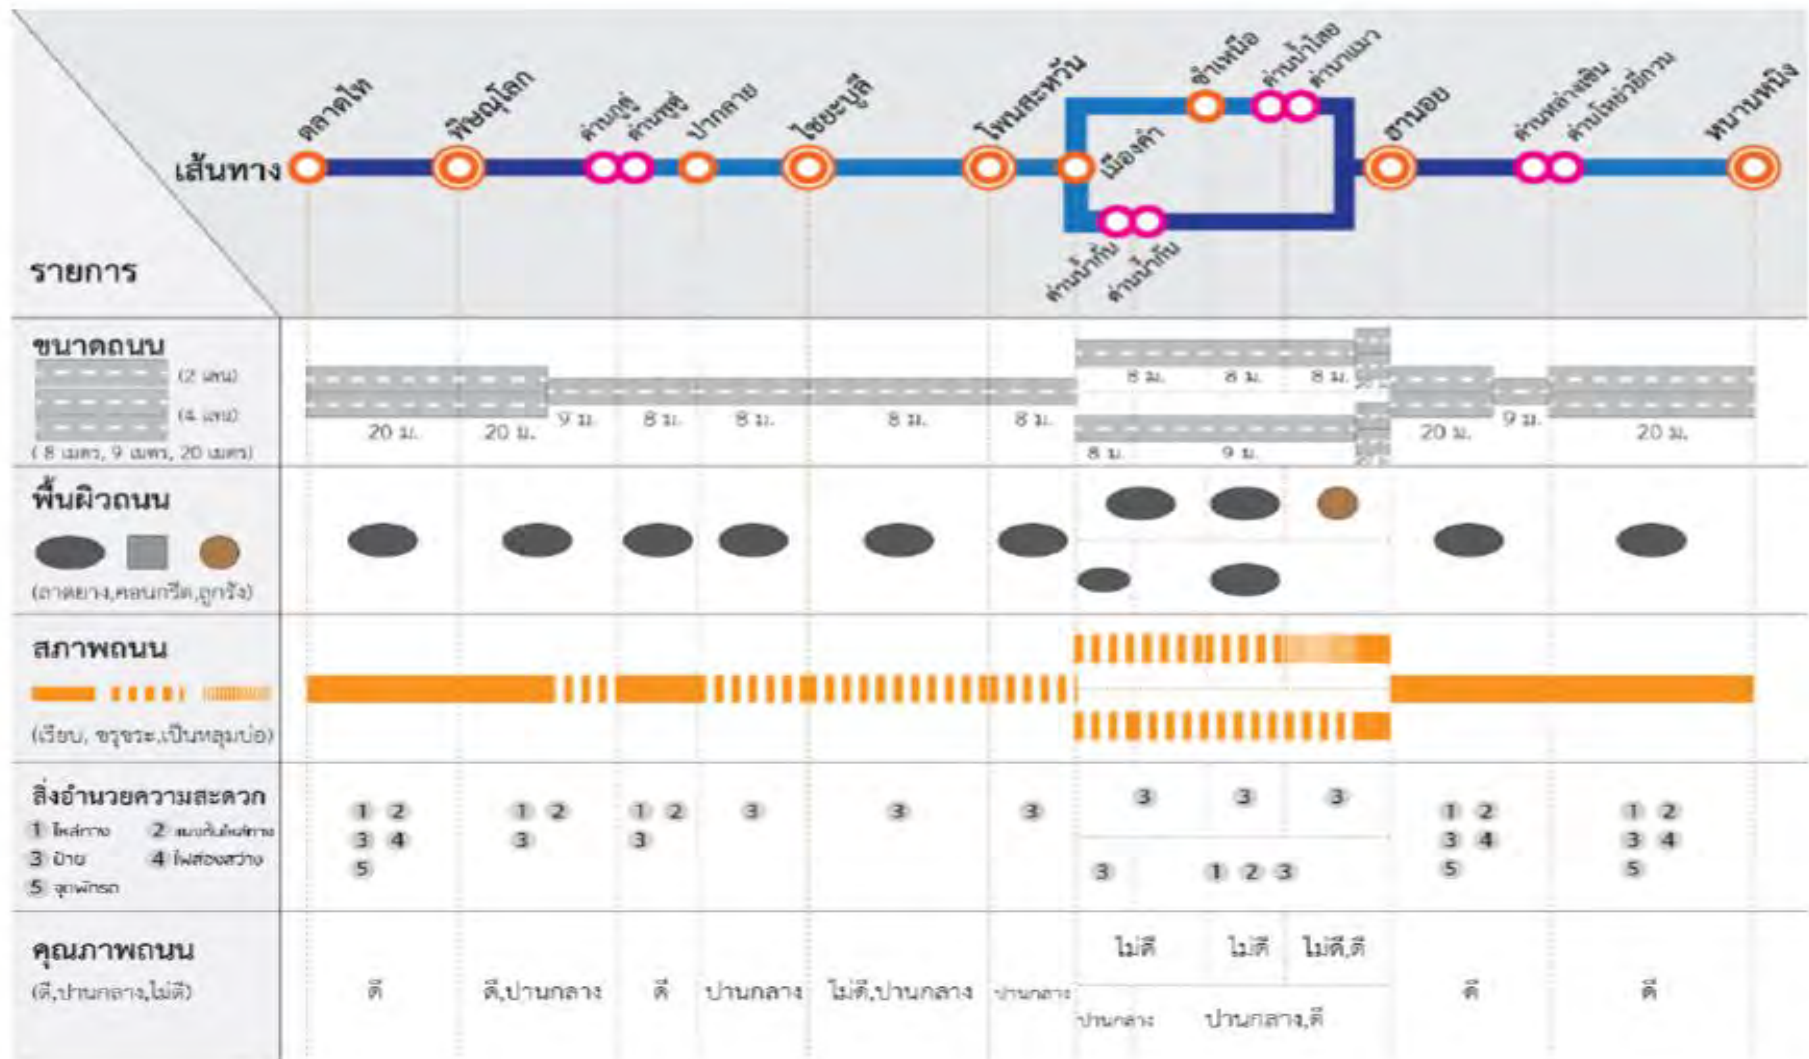 ตลาดไท
พิษณุโลก
ด่านภูดู่
ด่านพูดู่
ปากลาย
ไชยะบูลี
โพนสะหวัน
เมืองคำ
ซำเหนือ
ด่านน้ำโสย
ด่านาแมว
ฮานอย
ด่านหล่างเซิน
ด่านโหย่วอี้กวน
หนานหนิง
เส้นทาง
ด่านน้ำกั่น
ด่านน้ำกั่น
รายการ
ขนาดถนน
(2 เลน)
(4 เลน)
( 8 เมตร, 9 เมตร, 20 เมตร)
20 ม. 20 ม. 9 ม. 8 ม. 8 ม. 8 ม. 8 ม.
8 ม. 8 ม. 8 ม.
8 ม. 9 ม.
20 ม. 9 ม. 20 ม.
พื้นผิวถนน
(ลาดยาง,คอนกรีต,ลูกรัง)
สภาพถนน
(เรียบ, ขรุขระ,เป็นหลุมบ่อ)
สิ่งอำนวยความสะดวก
1 ไหล่ทาง 2 แบ่งกั้นไหล่ทาง
3 ป้าย 4 ไฟส่องสว่าง
5 จุดพักรถ
1 2 1 2 1 2 3 3 3 3 3 3 1 2 1 2
3 4 3 3 3 4 3 4
5 3 1 2 3 5 5
คุณภาพถนน
(ดี,ปานกลาง,ไม่ดี)
ไม่ดี ไม่ดี ไม่ดี,ดี
ดี ดี,ปานกลาง ดี ปานกลาง ไม่ดี,ปานกลาง ปานกลาง ดี ดี
ปานกลาง ปานกลาง,ดี